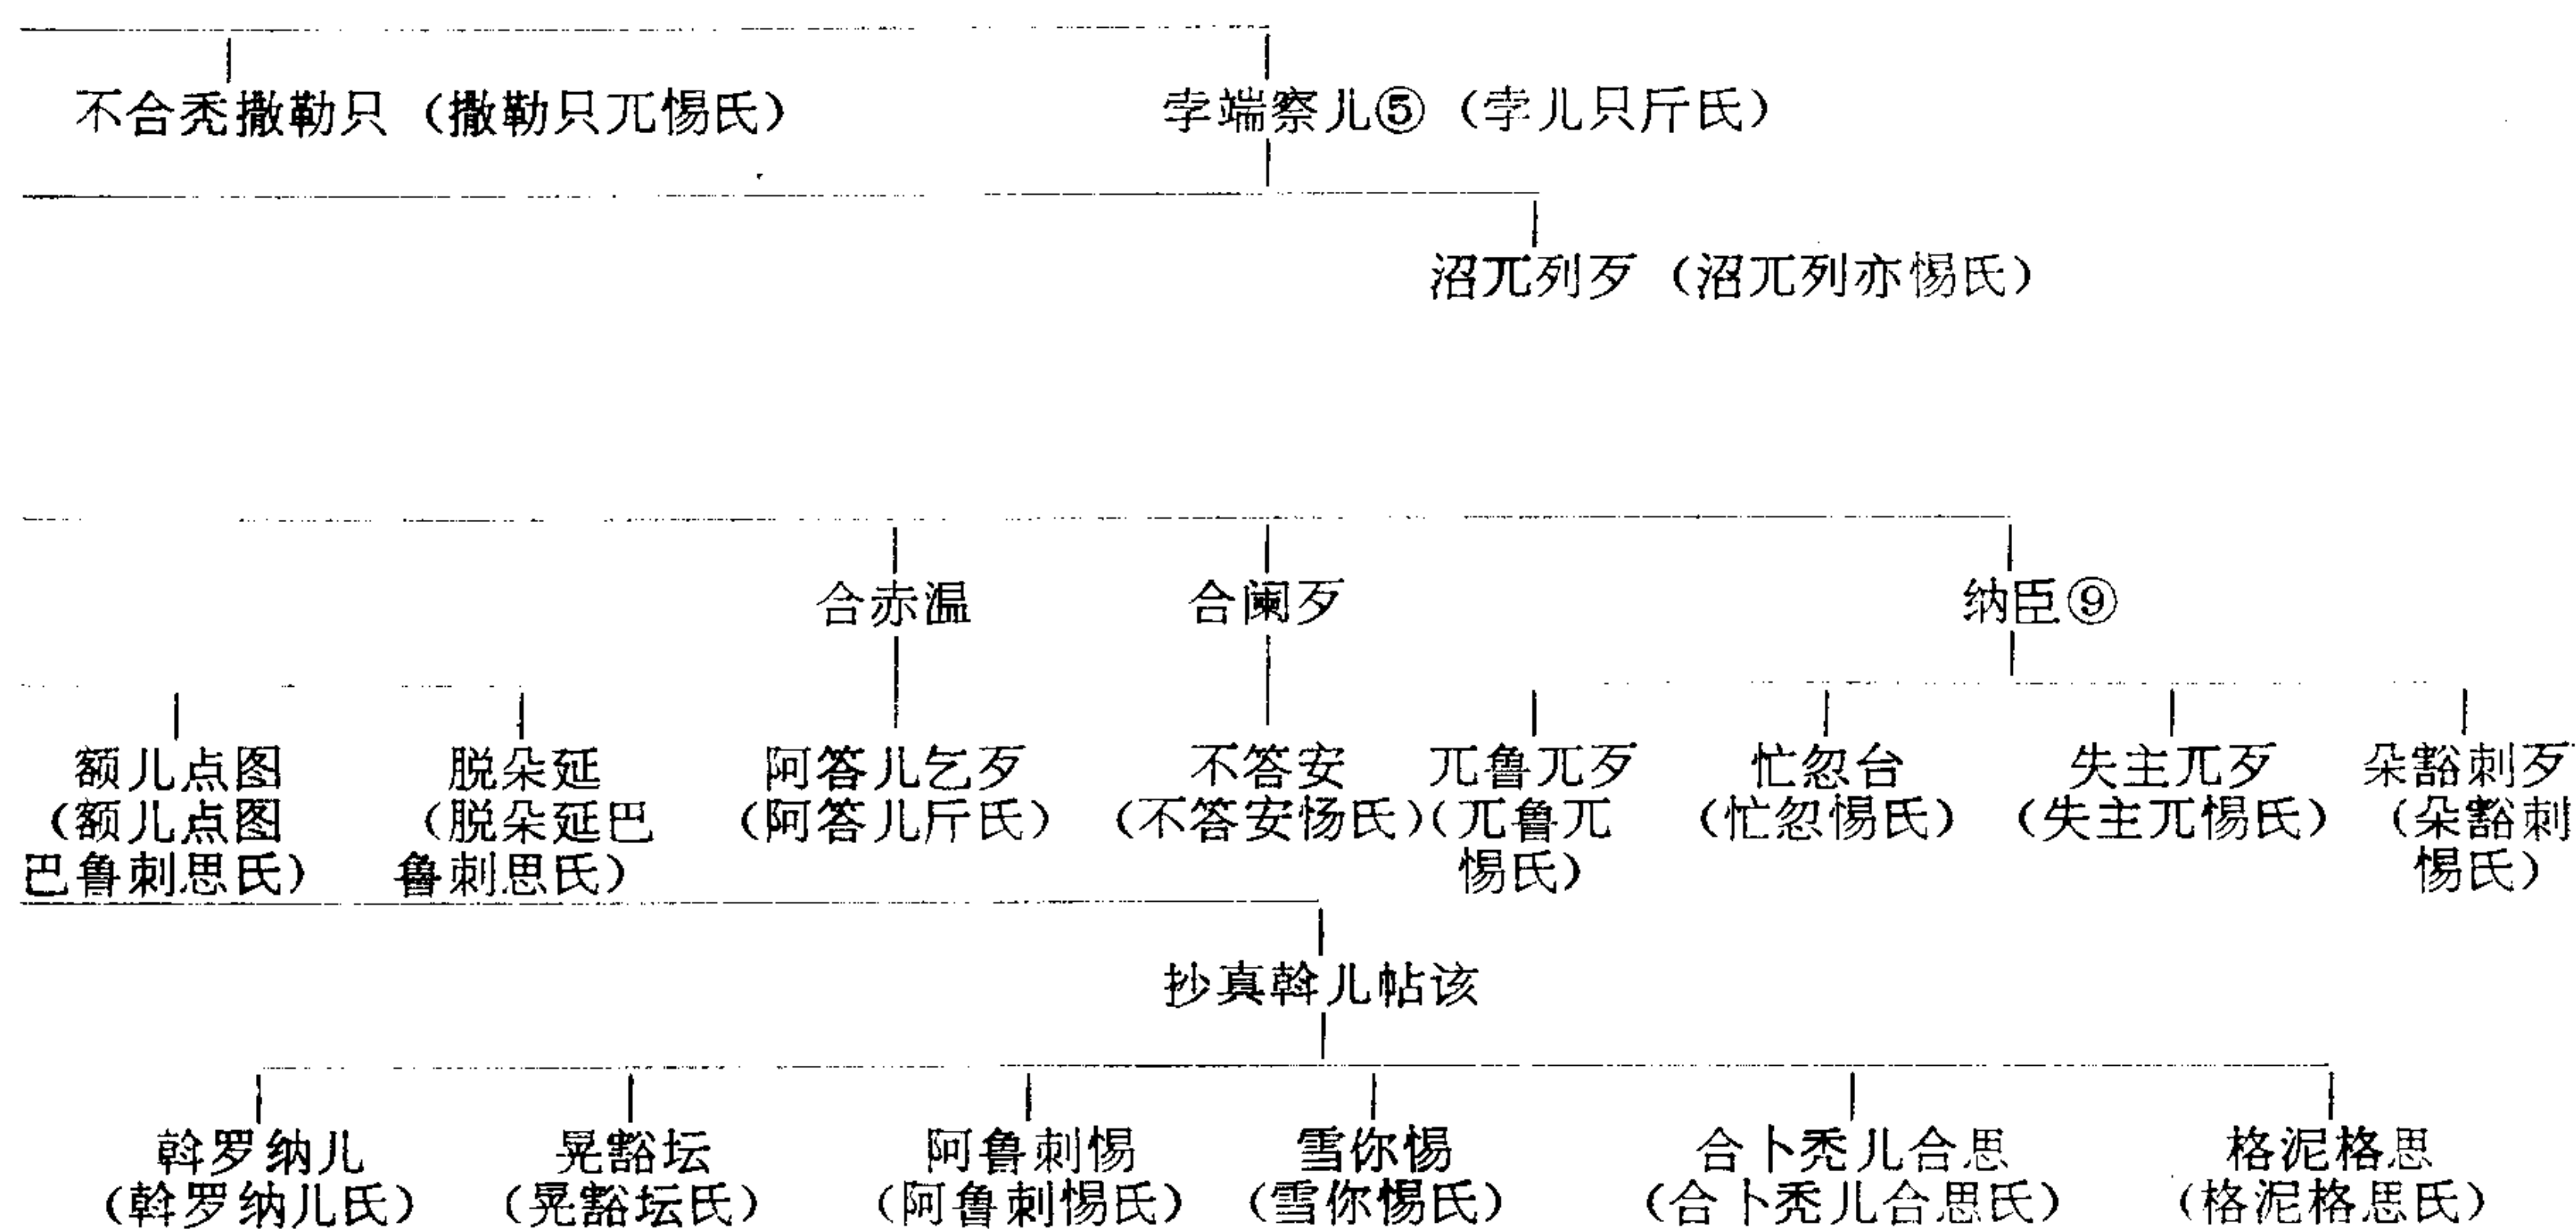 不合秃撒勒只（撒勒只兀惕氏） 孛端察儿⑤（孛儿只斤氏）
沼兀列歹（沼兀列亦惕氏）
合赤温 合阑歹 纳臣⑨
额儿点图 脱朵延 阿答儿乞歹 不答安 兀鲁兀歹 忙忽台 失主兀歹 朵豁刺歹
（额儿点图 （脱朵延巴 （阿答儿斤氏） （不答安惕氏） （兀鲁兀 （忙忽惕氏） （失主兀惕氏） （朵豁刺
巴鲁刺思氏） 鲁刺思氏） 惕氏） 惕氏）
抄真斡儿帖该
斡罗纳儿 晃豁坛 阿鲁刺惕 雪你惕 合卜秃儿合思 格泥格思
（斡罗纳儿氏） （晃豁坛氏） （阿鲁刺惕氏） （雪你惕氏） （合卜秃儿合思氏） （格泥格思氏）